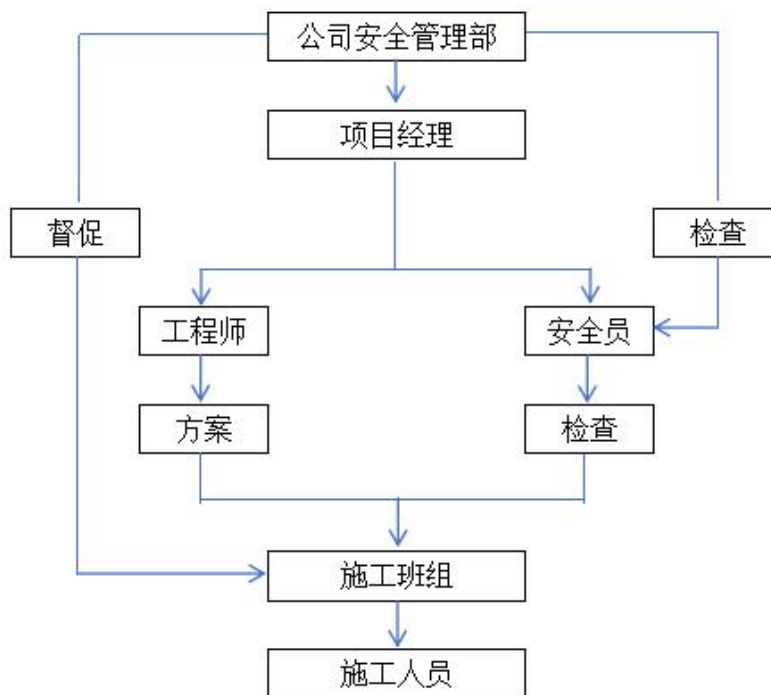 公司安全管理部
项目经理
督促
检查
工程师
安全员
方案
检查
施工班组
施工人员